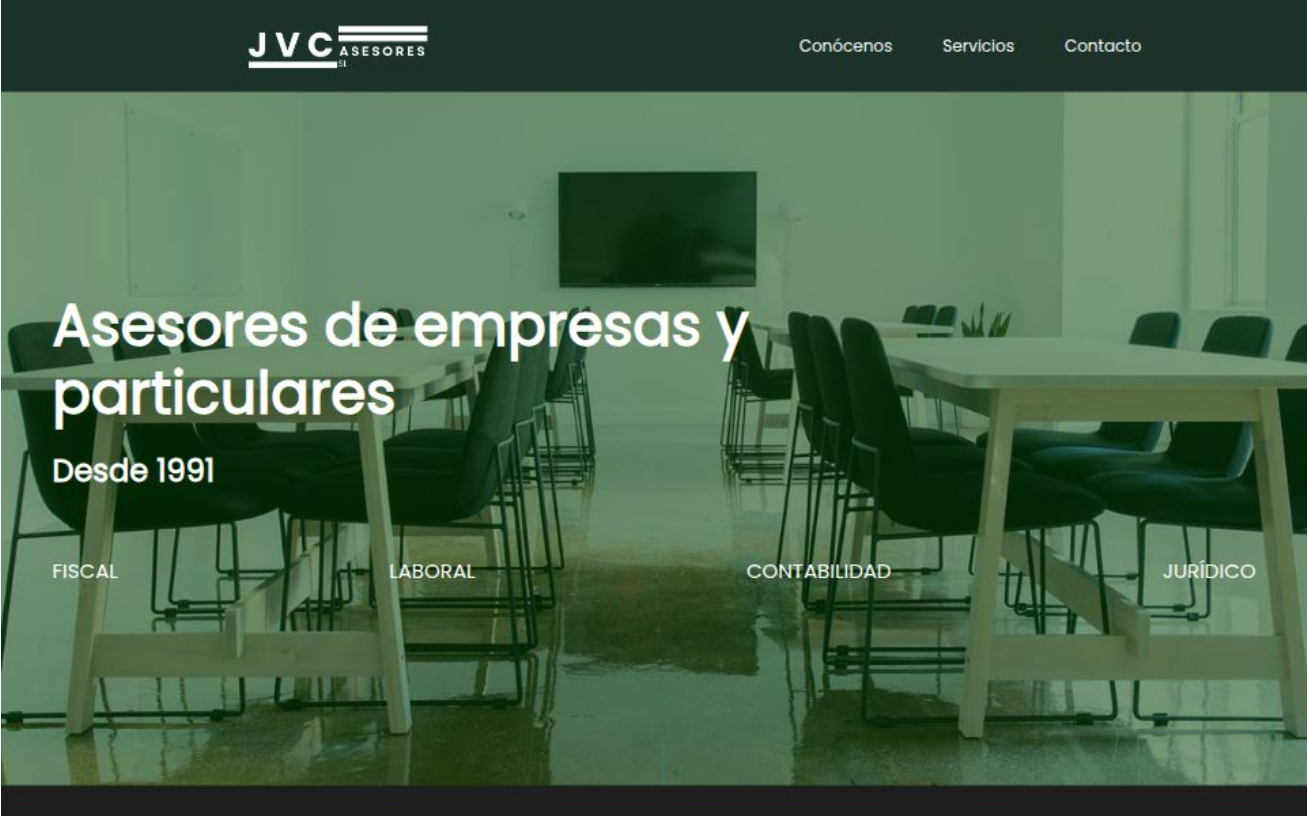 JVC ASESORES
SL
Conócenos Servicios Contacto
Asesores de empresas y
particulares
Desde 1991
FISCAL LABORAL CONTABILIDAD JURÍDICO